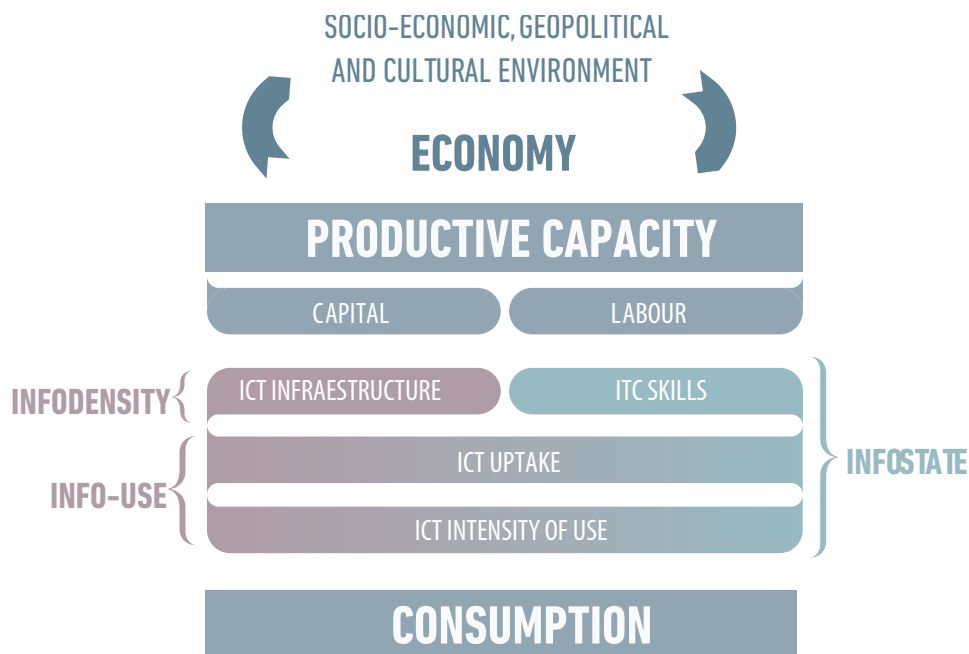 SOCIO-ECONOMIC, GEOPOLITICAL
AND CULTURAL ENVIRONMENT
ECONOMY
PRODUCTIVE CAPACITY
CAPITAL
LABOUR
INFODENSITY
ICT INFRAESTRUCTURE
ITC SKILLS
ICT UPTAKE
INFOSTATE
INFO-USE
ICT INTENSITY OF USE
CONSUMPTION